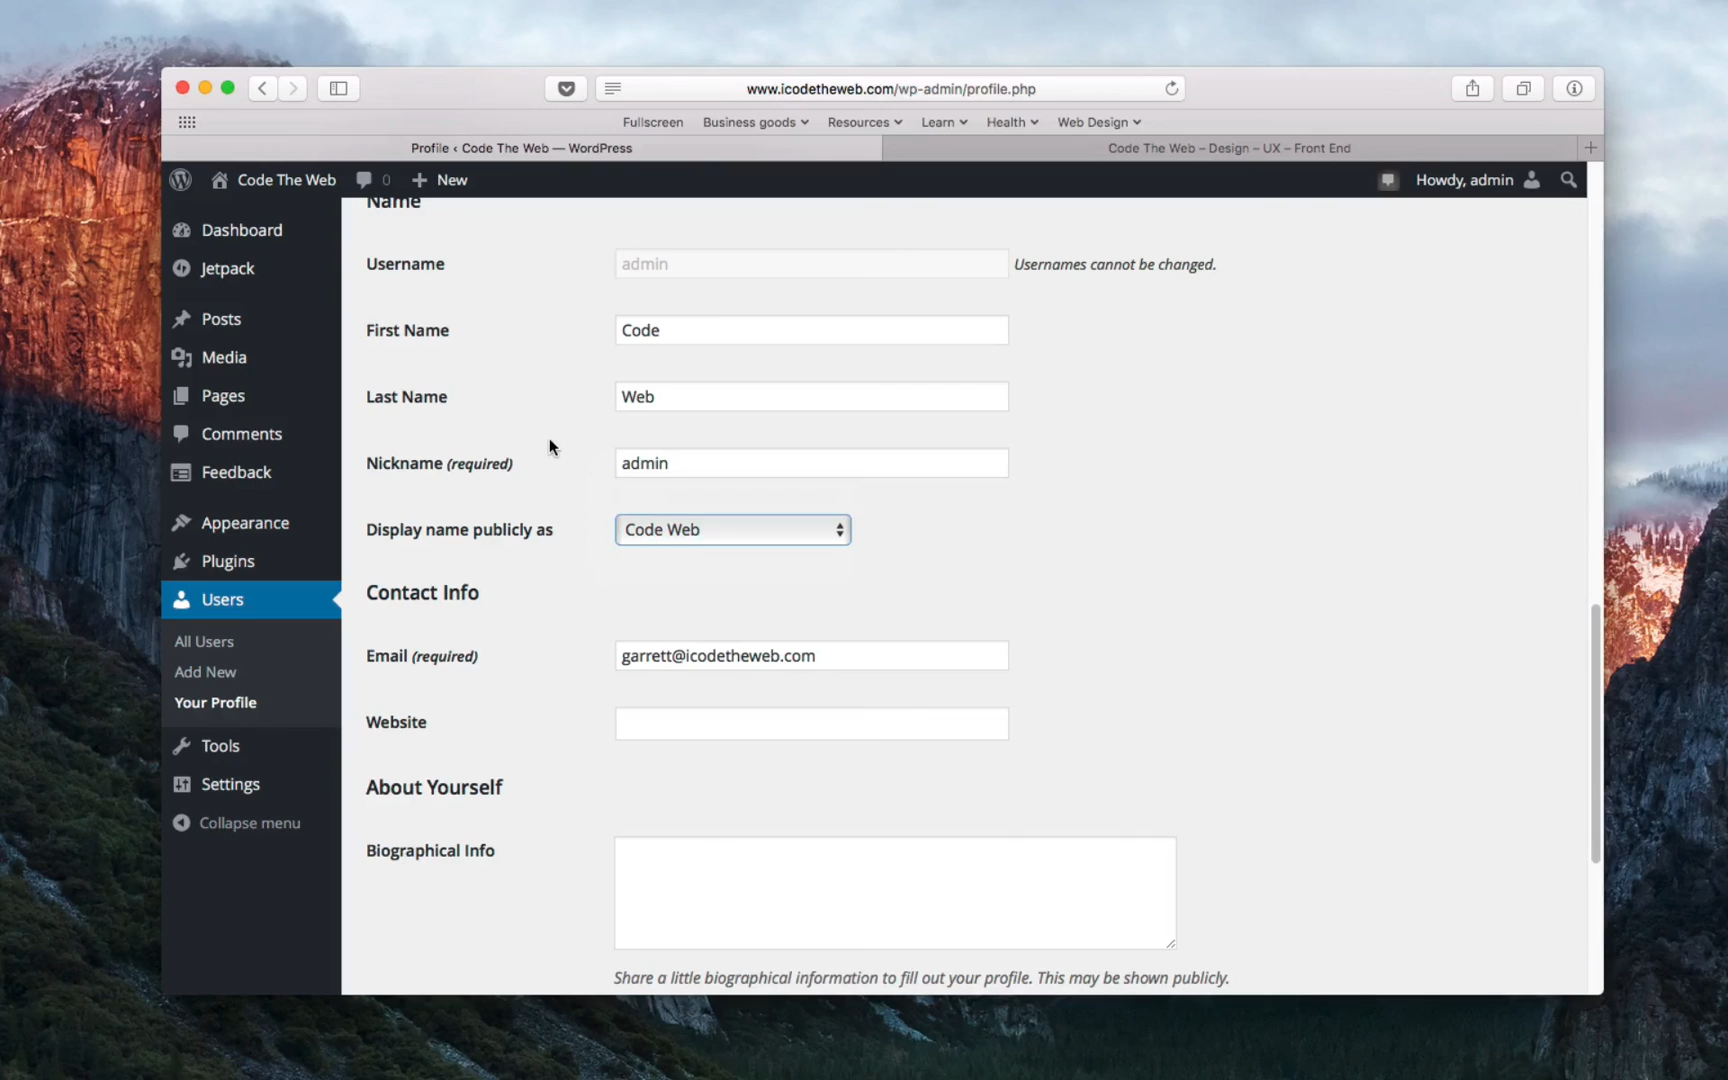 www.icodetheweb.com/wp-admin/profile.php
Fullscreen Business goods Resources Learn Health Web Design
Profile ‹ Code The Web — WordPress
Code The Web – Design – UX – Front End
Code The Web 0 New
Howdy, admin
Dashboard
Jetpack
Posts
Media
Pages
Comments
Feedback
Appearance
Plugins
Users
All Users
Add New
Your Profile
Tools
Settings
Collapse menu
Name
Username admin Usernames cannot be changed.
First Name Code
Last Name Web
Nickname (required) admin
Display name publicly as Code Web
Contact Info
Email (required) garrett@icodetheweb.com
Website
About Yourself
Biographical Info
Share a little biographical information to fill out your profile. This may be shown publicly.